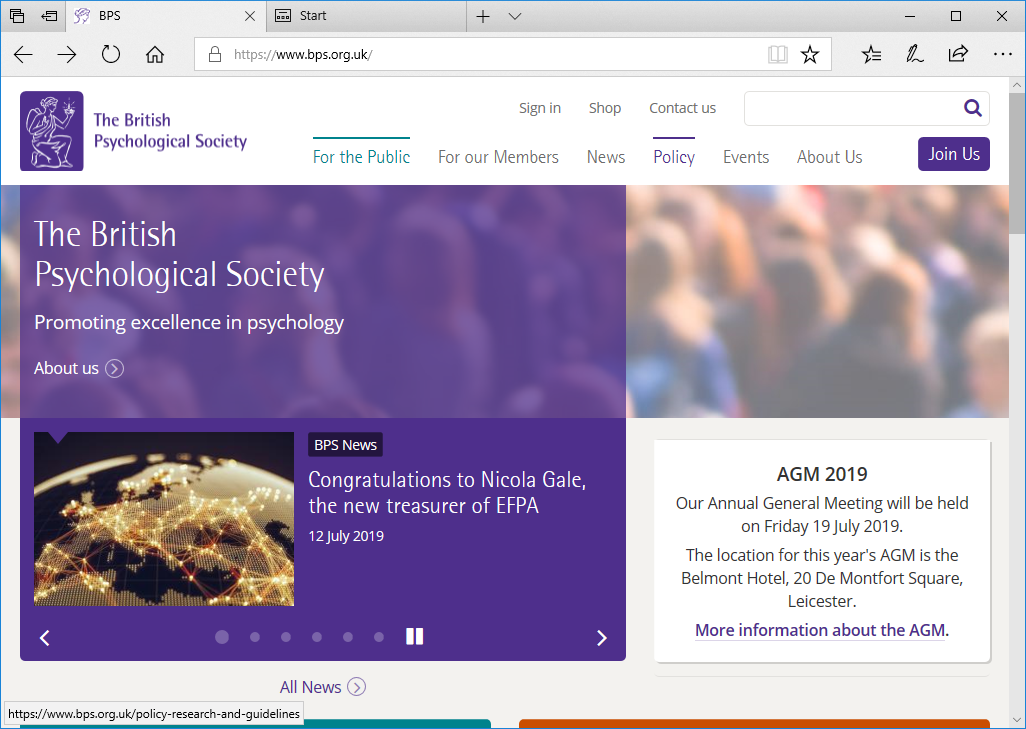 BPS
Start
https://www.bps.org.uk/
Sign in
Shop
Contact us
The British
Psychological Society
For the Public
For our Members
News
Policy
Events
About Us
Join Us
The British
Psychological Society
Promoting excellence in psychology
About us
BPS News
Congratulations to Nicola Gale,
the new treasurer of EFPA
12 July 2019
AGM 2019
Our Annual General Meeting will be held
on Friday 19 July 2019.
The location for this year's AGM is the
Belmont Hotel, 20 De Montfort Square,
Leicester.
More information about the AGM.
All News
https://www.bps.org.uk/policy-research-and-guidelines